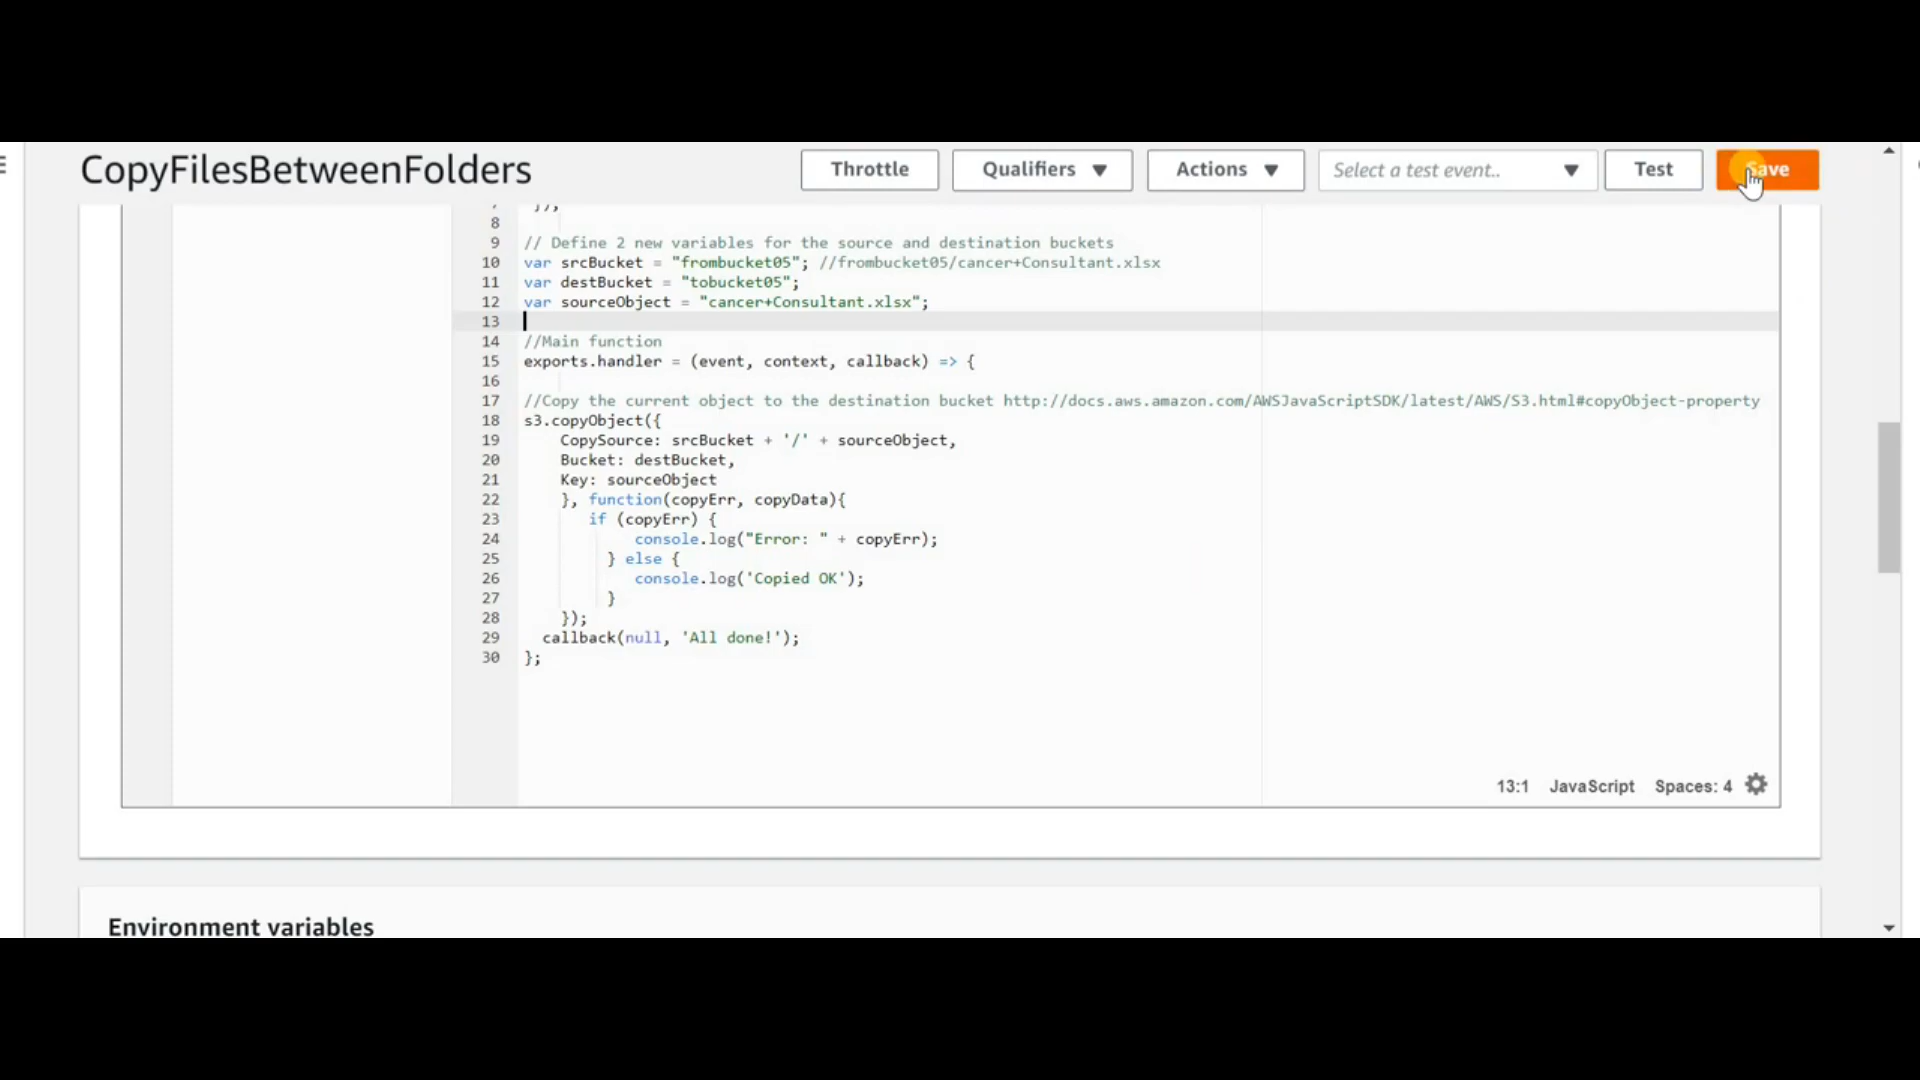 CopyFilesBetweenFolders
Throttle
Qualifiers
Actions
Select a test event..
Test
Save
7 });
8
9 // Define 2 new variables for the source and destination buckets
10 var srcBucket = "frombucket05"; //frombucket05/cancer+Consultant.xlsx
11 var destBucket = "tobucket05";
12 var sourceObject = "cancer+Consultant.xlsx";
13
14 //Main function
15 exports.handler = (event, context, callback) => {
16
17 //Copy the current object to the destination bucket http://docs.aws.amazon.com/AWSJavaScriptSDK/latest/AWS/S3.html#copyObject-property
18 s3.copyObject({
19 CopySource: srcBucket + '/' + sourceObject,
20 Bucket: destBucket,
21 Key: sourceObject
22 }, function(copyErr, copyData){
23 if (copyErr) {
24 console.log("Error: " + copyErr);
25 } else {
26 console.log('Copied OK');
27 }
28 });
29 callback(null, 'All done!');
30 };
13:1 JavaScript Spaces: 4
Environment variables